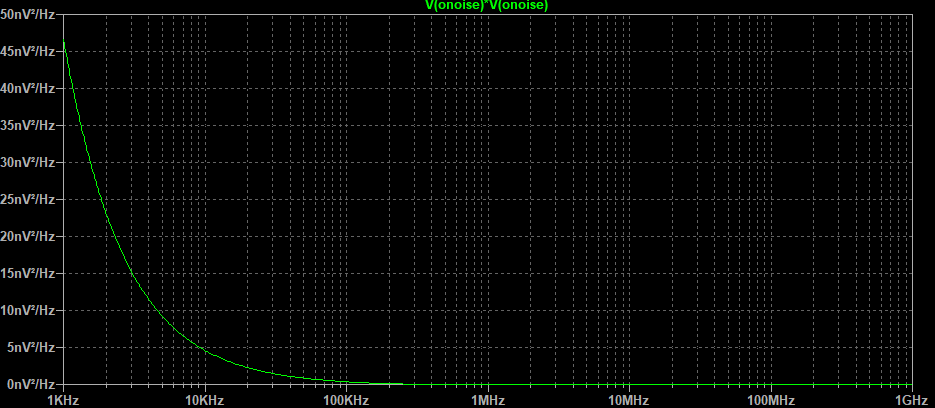 V(onoise)*V(onoise)
50nV²/Hz
45nV²/Hz
40nV²/Hz
35nV²/Hz
30nV²/Hz
25nV²/Hz
20nV²/Hz
15nV²/Hz
10nV²/Hz
5nV²/Hz
0nV²/Hz
1KHz 10KHz 100KHz 1MHz 10MHz 100MHz 1GHz